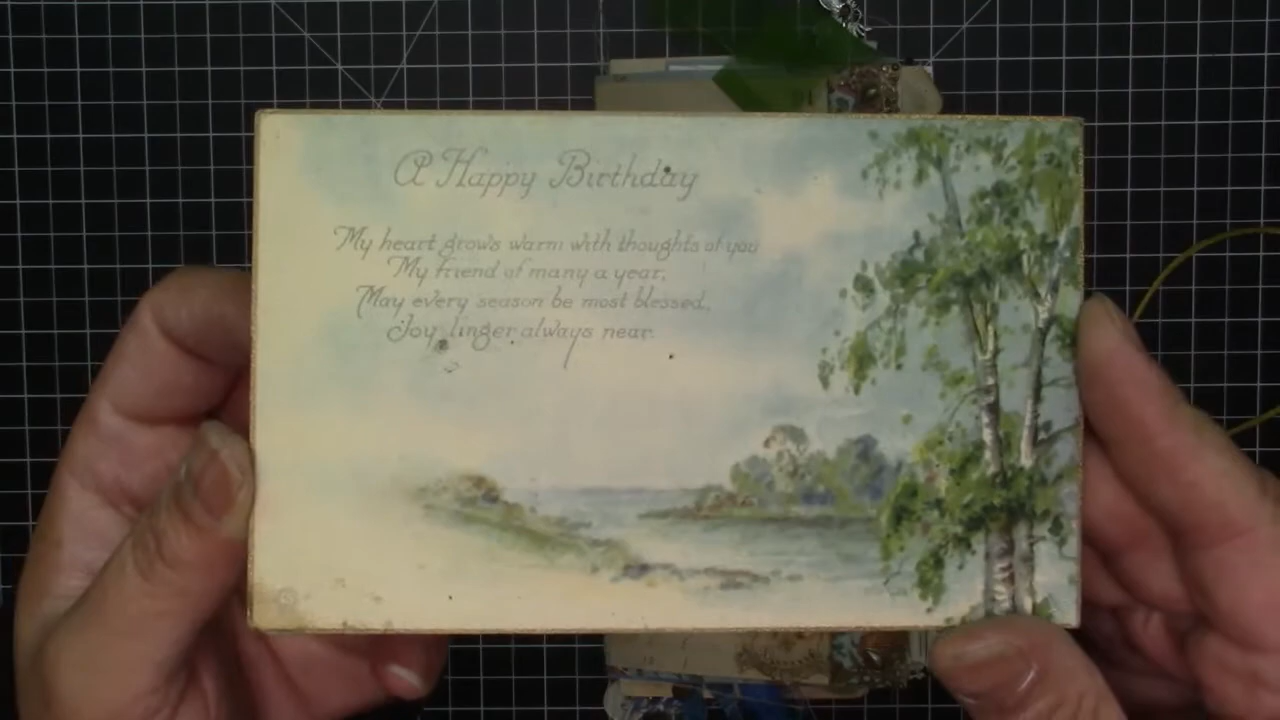 A Happy Birthday
My heart grows warm with thoughts of you
My friend of many a year,
May every season be most blessed,
Joy linger always near.